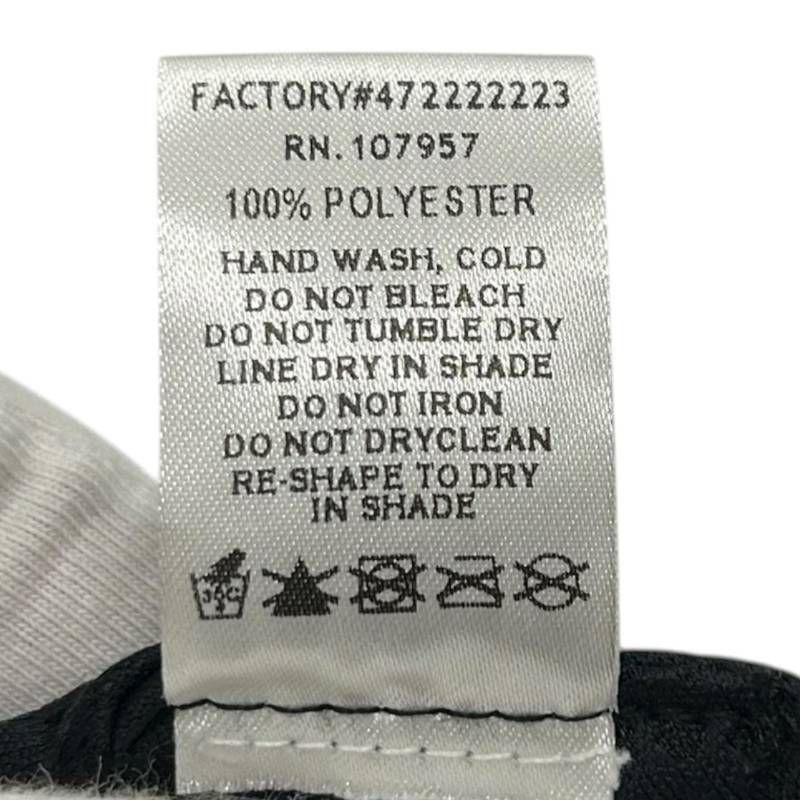 FACTORY#472222223
RN.107957
100% POLYESTER
HAND WASH, COLD
DO NOT BLEACH
DO NOT TUMBLE DRY
LINE DRY IN SHADE
DO NOT IRON
DO NOT DRYCLEAN
RE-SHAPE TO DRY
IN SHADE